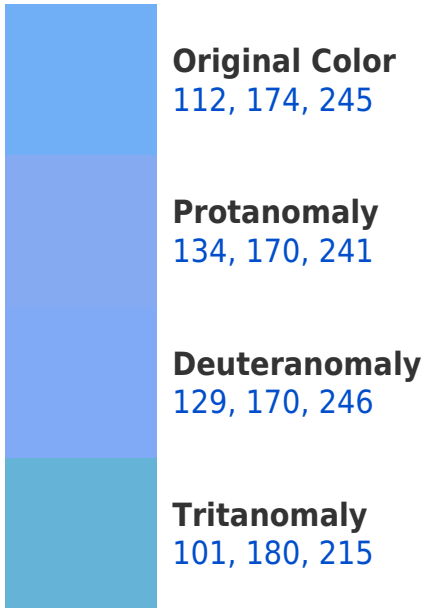 Original Color
112, 174, 245
Protanomaly
134, 170, 241
Deuteranomaly
129, 170, 246
Tritanomaly
101, 180, 215